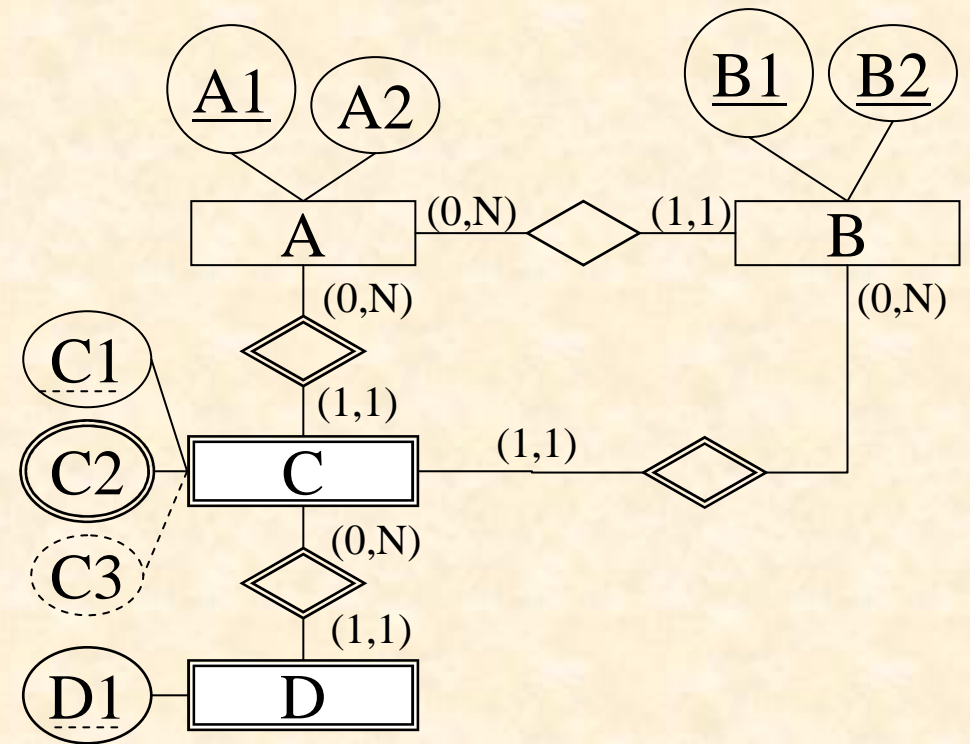 A1 A2 B1 B2
(0,N) (1,1)
A B
(0,N) (0,N)
C1
(1,1)
(1,1)
C2 C
(0,N)
C3
(1,1)
D1 D